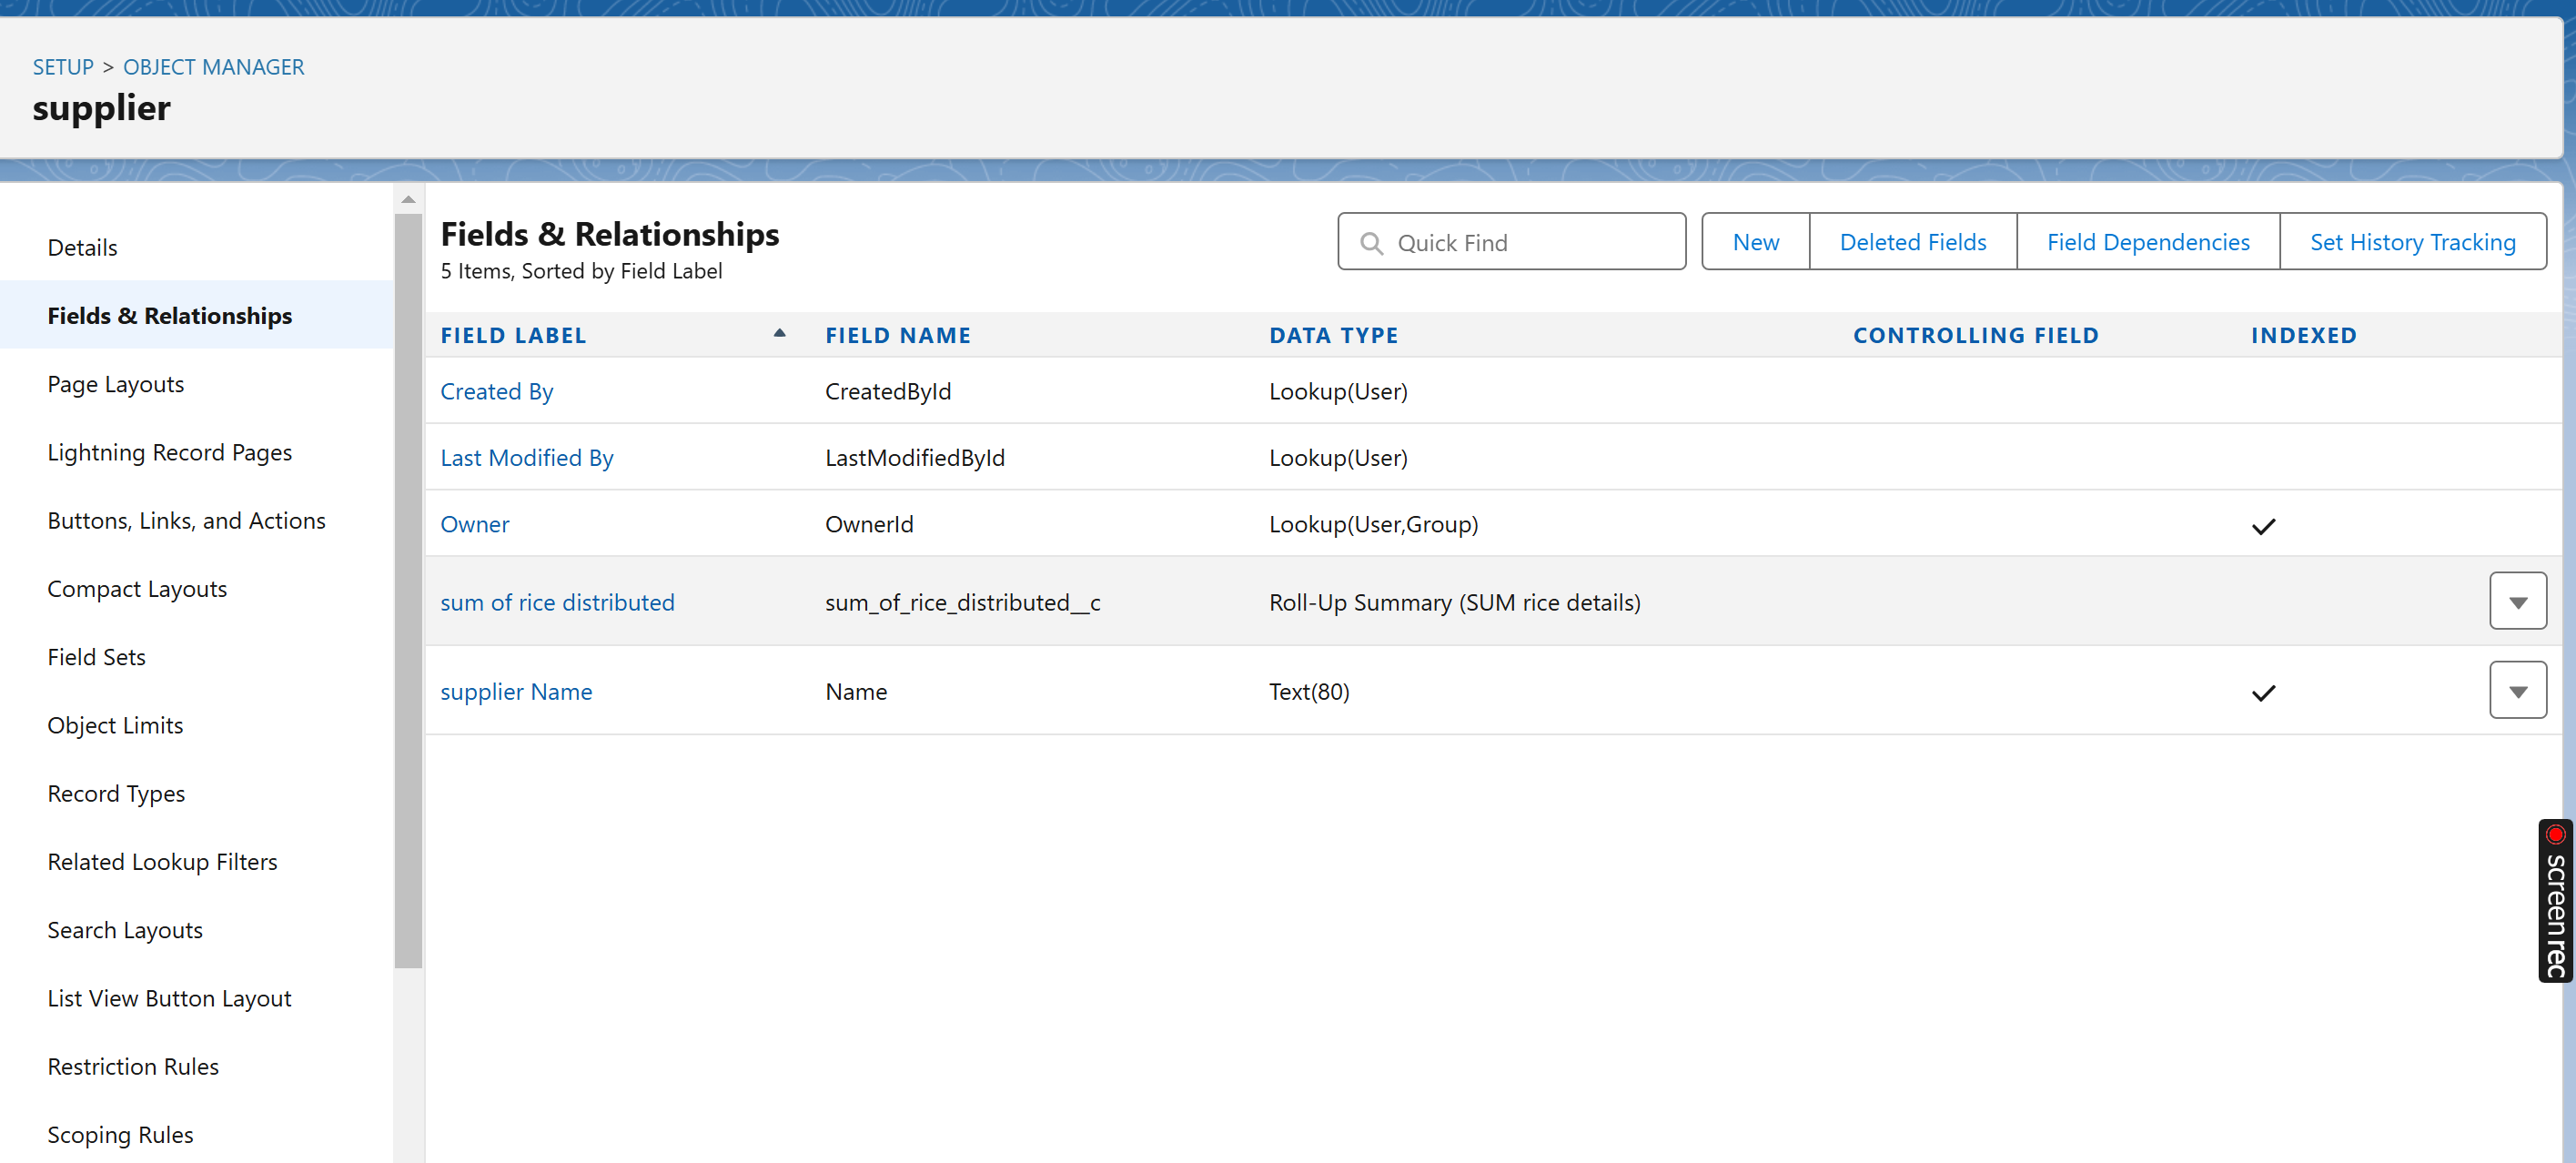 SETUP > OBJECT MANAGER
supplier
Details
Fields & Relationships
Page Layouts
Lightning Record Pages
Buttons, Links, and Actions
Compact Layouts
Field Sets
Object Limits
Record Types
Related Lookup Filters
Search Layouts
List View Button Layout
Restriction Rules
Scoping Rules
Fields & Relationships
5 Items, Sorted by Field Label
Quick Find
New Deleted Fields Field Dependencies Set History Tracking
FIELD LABEL FIELD NAME DATA TYPE CONTROLLING FIELD INDEXED
Created By CreatedById Lookup(User)
Last Modified By LastModifiedById Lookup(User)
Owner OwnerId Lookup(User,Group)
sum of rice distributed sum_of_rice_distributed__c Roll-Up Summary (SUM rice details)
supplier Name Name Text(80)
screenrec